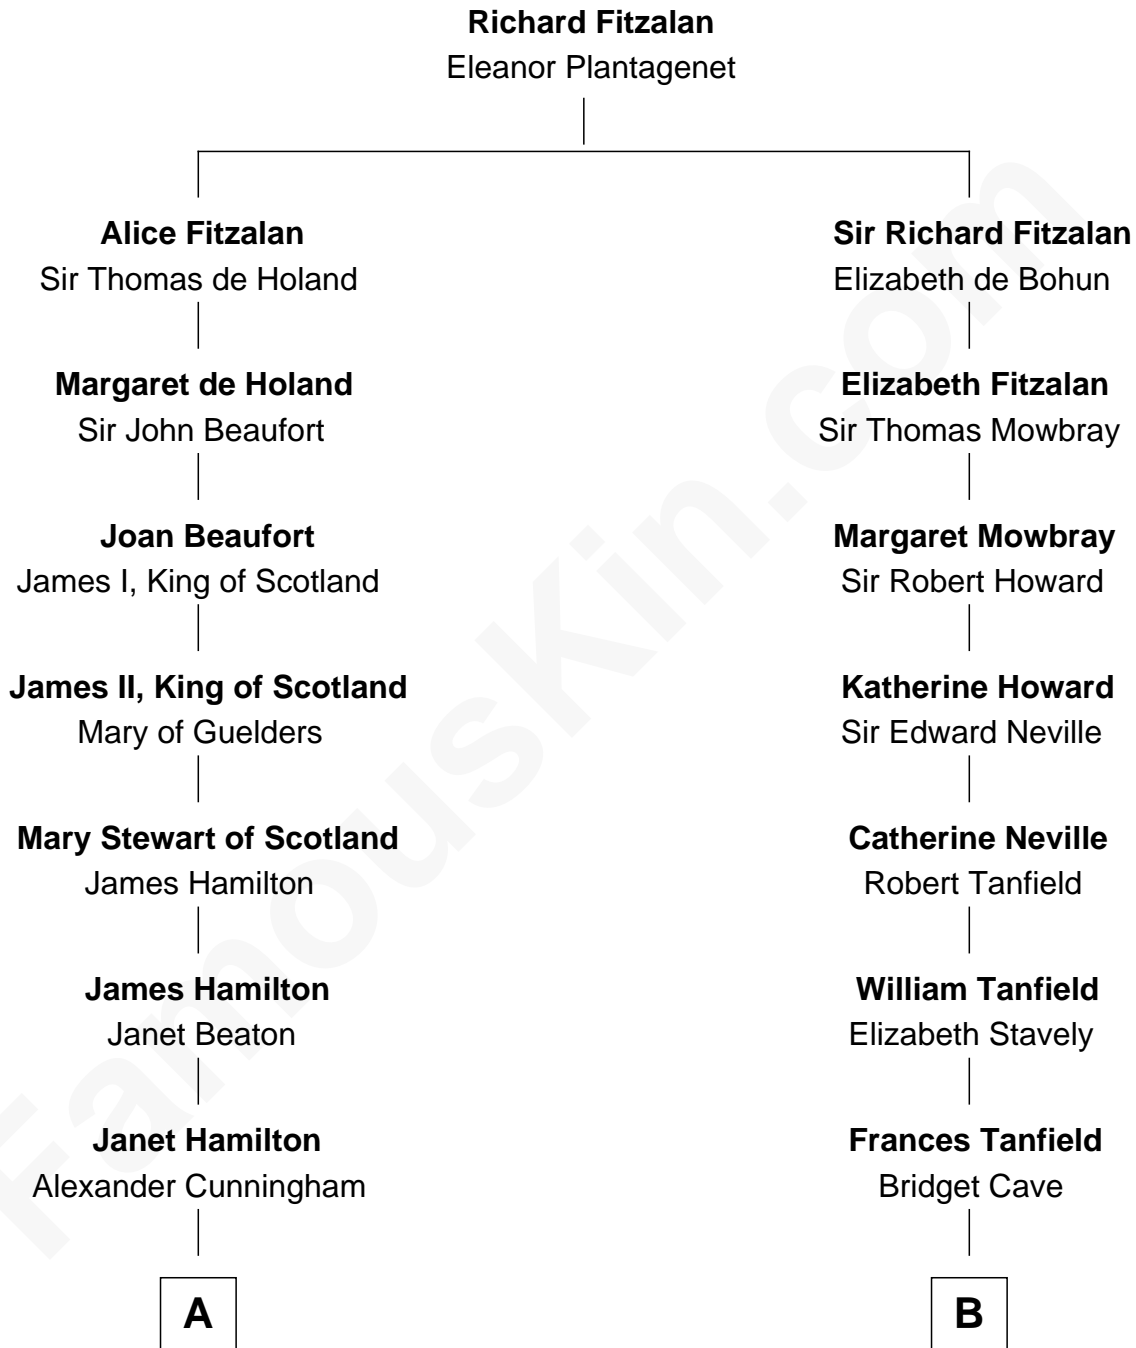 Richard Fitzalan
Eleanor Plantagenet
Alice Fitzalan
Sir Thomas de Holand
Margaret de Holand
Sir John Beaufort
Joan Beaufort
James I, King of Scotland
James II, King of Scotland
Mary of Guelders
Mary Stewart of Scotland
James Hamilton
James Hamilton
Janet Beaton
Janet Hamilton
Alexander Cunningham
A
Sir Richard Fitzalan
Elizabeth de Bohun
Elizabeth Fitzalan
Sir Thomas Mowbray
Margaret Mowbray
Sir Robert Howard
Katherine Howard
Sir Edward Neville
Catherine Neville
Robert Tanfield
William Tanfield
Elizabeth Stavely
Frances Tanfield
Bridget Cave
B
FamousKin.com